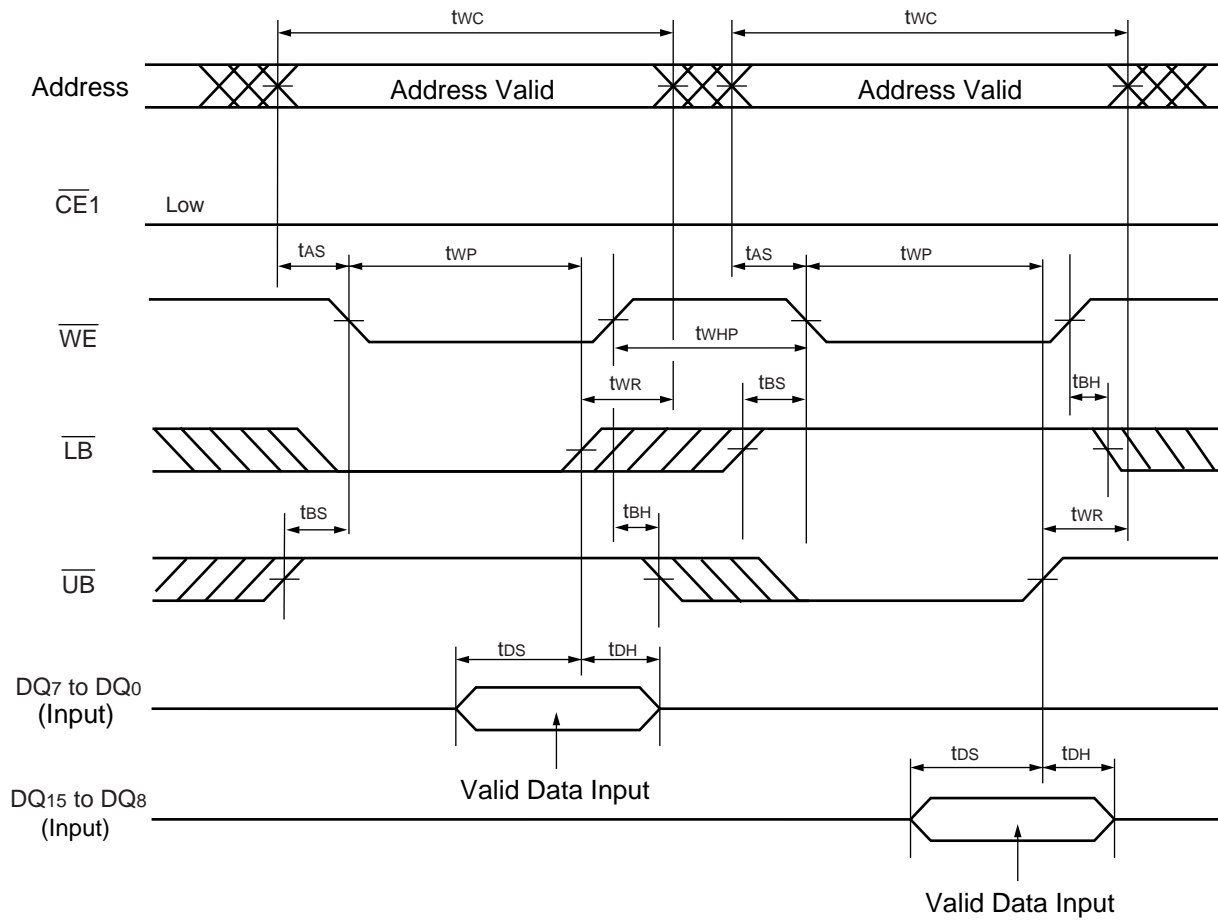 tWC tWC
Address Address Valid Address Valid
CE1 Low
tAS tWP tAS tWP
WE
tWHP
tWR tBS tBH
LB
tBS tBH tWR
UB
tDS tDH
DQ7 to DQ0
(Input)
Valid Data Input
tDS tDH
DQ15 to DQ8
(Input)
Valid Data Input